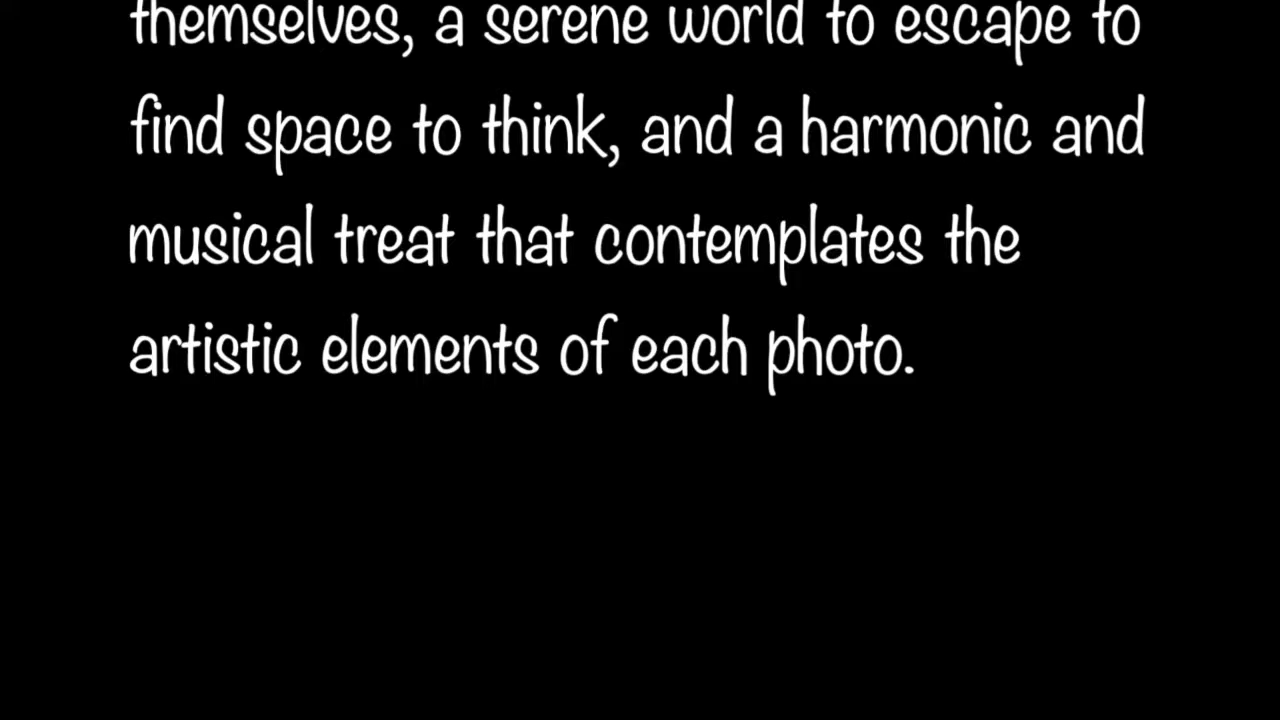 themselves, a serene world to escape to
find space to think, and a harmonic and
musical treat that contemplates the
artistic elements of each photo.